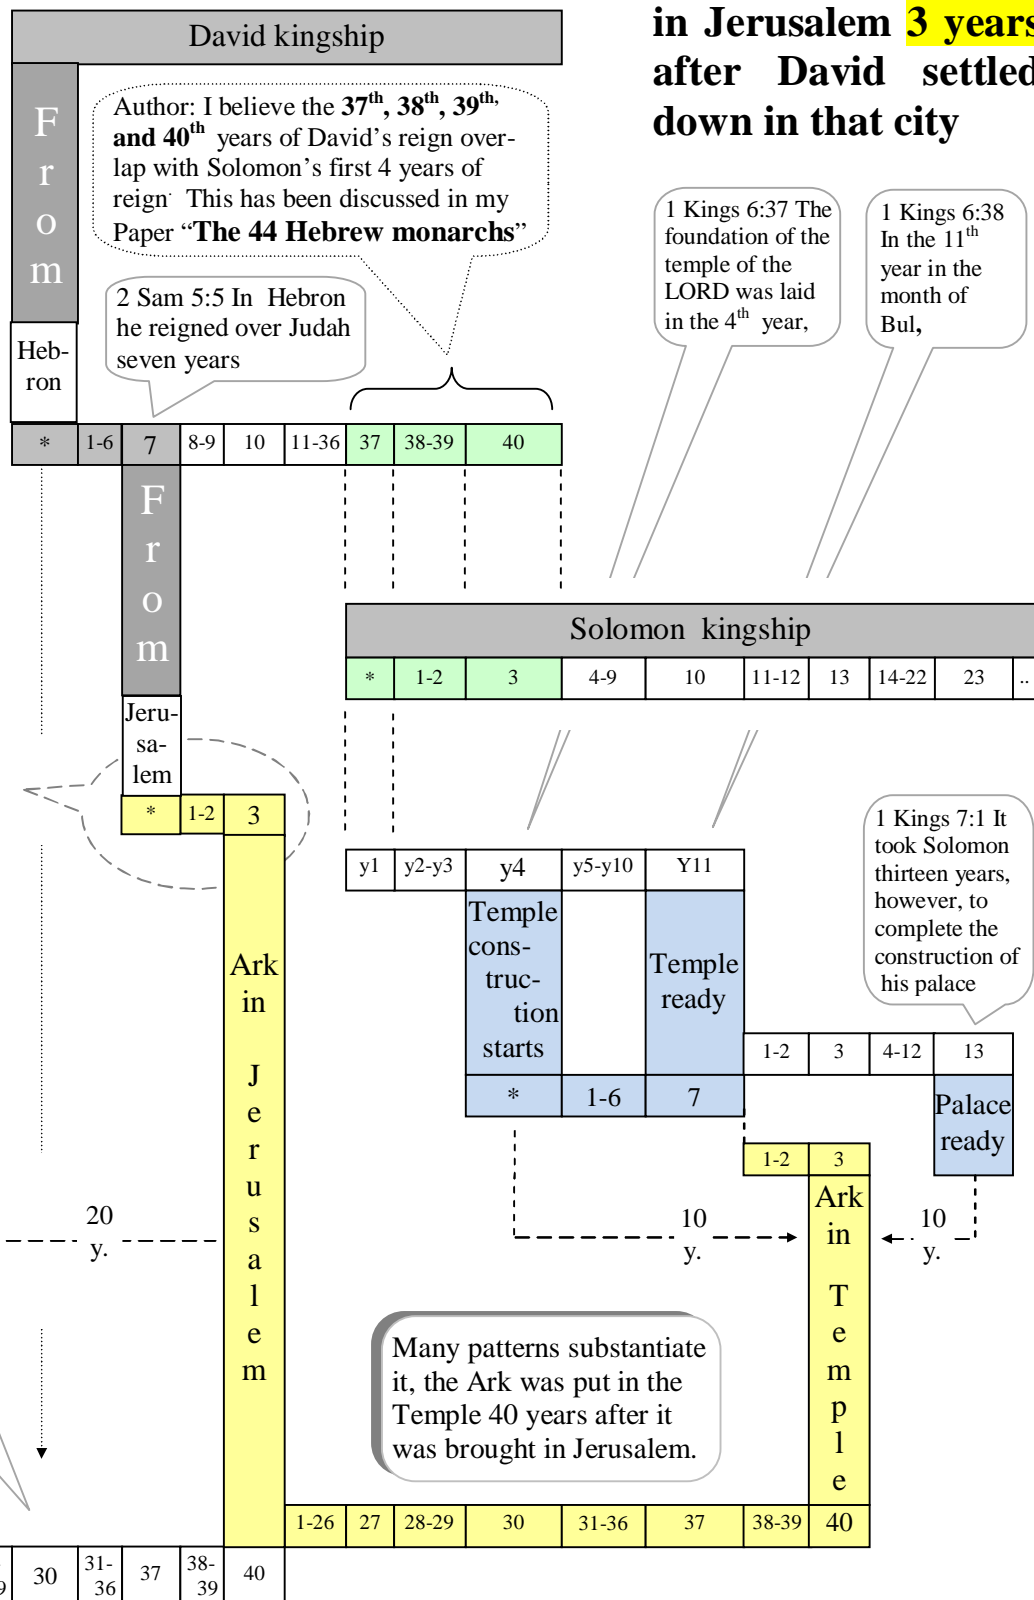 in Jerusalem 3 years
after David settled
down in that city
David kingship
From
Author: I believe the 37th, 38th, 39th,
and 40th years of David's reign over-
lap with Solomon's first 4 years of
reign. This has been discussed in my
Paper “The 44 Hebrew monarchs”
1 Kings 6:37 The
foundation of the
temple of the
LORD was laid
in the 4th year,
1 Kings 6:38
In the 11th
year in the
month of
Bul,
2 Sam 5:5 In Hebron
he reigned over Judah
seven years
Heb-
ron
* 1-6 7 8-9 10 11-36 37 38-39 40
From
Solomon kingship
* 1-2 3 4-9 10 11-12 13 14-22 23 ..
Jeru-
sa-
lem
* 1-2 3
1 Kings 7:1 It
took Solomon
thirteen years,
however, to
complete the
construction of
his palace
y1 y2-y3 y4 y5-y10 Y11
Temple
cons-
truc-
tion
starts
Temple
ready
Ark
in
Jerusalem
1-2 3 4-12 13
* 1-6 7
Palace
ready
1-2 3
Ark
in
Temple
20
y.
10
y.
10
y.
Many patterns substantiate
it, the Ark was put in the
Temple 40 years after it
was brought in Jerusalem.
1-26 27 28-29 30 31-36 37 38-39 40
9 30 31-36 37 38-39 40